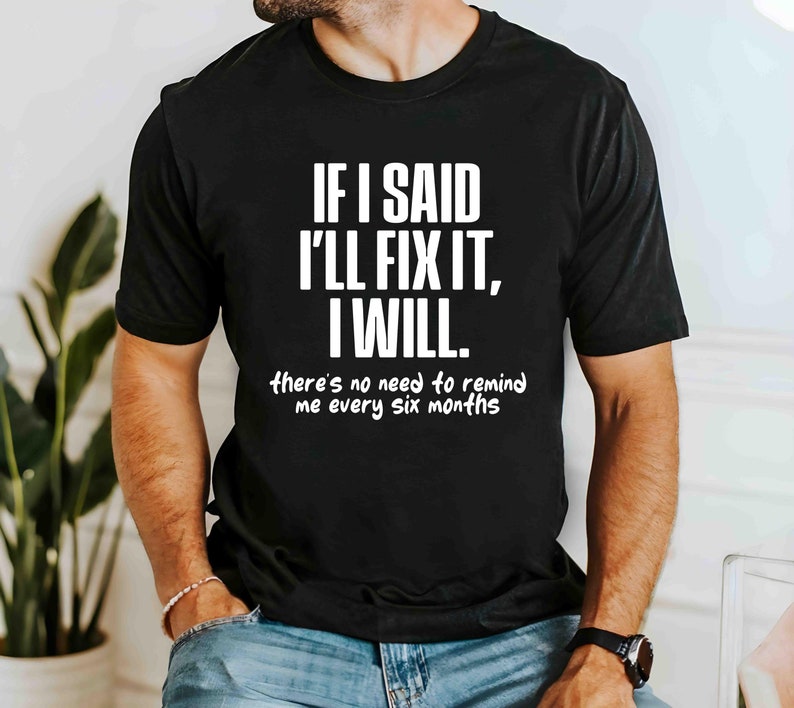 IF I SAID
I'LL FIX IT,
I WILL.
there's no need to remind
me every six months